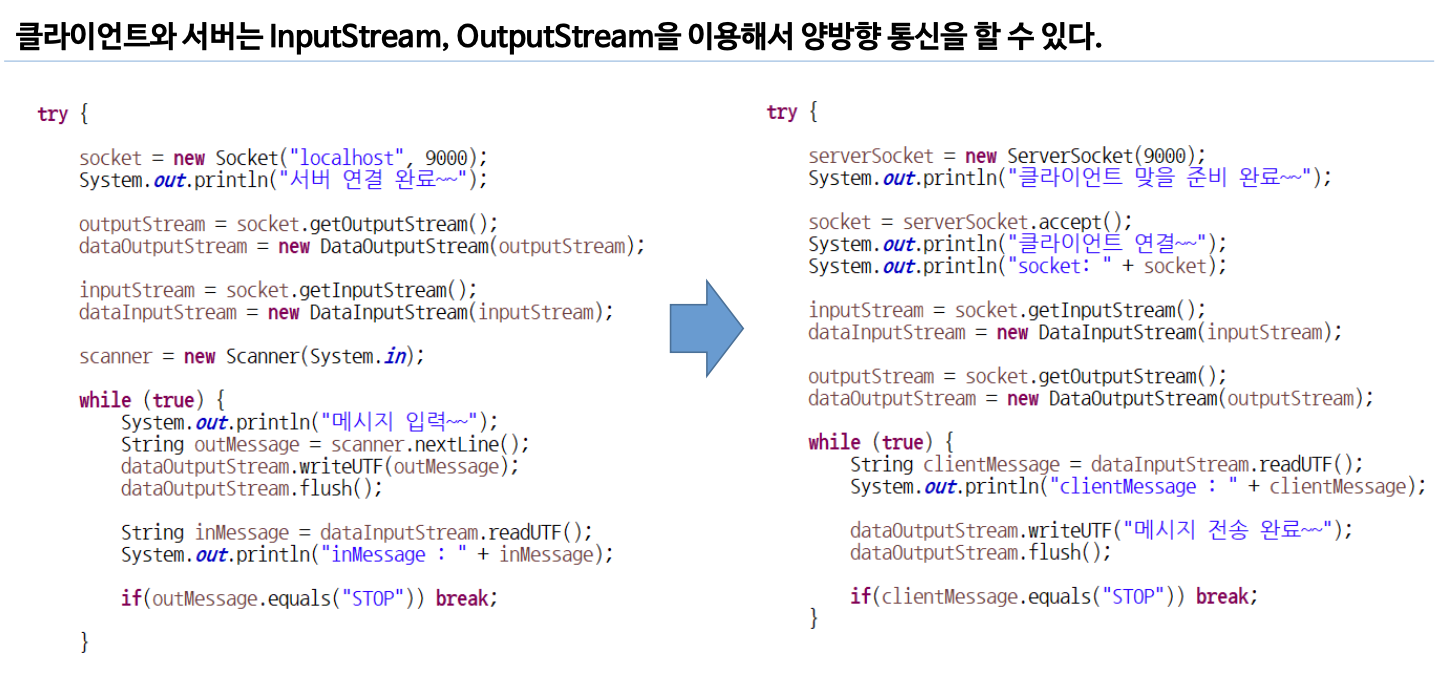 클라이언트와 서버는 InputStream, OutputStream을 이용해서 양방향 통신을 할 수 있다.
try {
socket = new Socket("localhost", 9000);
System.out.println("서버 연결 완료~~");
outputStream = socket.getOutputStream();
dataOutputStream = new DataOutputStream(outputStream);
inputStream = socket.getInputStream();
dataInputStream = new DataInputStream(inputStream);
scanner = new Scanner(System.in);
while (true) {
System.out.println("메시지 입력~~");
String outMessage = scanner.nextLine();
dataOutputStream.writeUTF(outMessage);
dataOutputStream.flush();
String inMessage = dataInputStream.readUTF();
System.out.println("inMessage : " + inMessage);
if(outMessage.equals("STOP")) break;
}
try {
serverSocket = new ServerSocket(9000);
System.out.println("클라이언트 맞을 준비 완료~~");
socket = serverSocket.accept();
System.out.println("클라이언트 연결~~");
System.out.println("socket: " + socket);
inputStream = socket.getInputStream();
dataInputStream = new DataInputStream(inputStream);
outputStream = socket.getOutputStream();
dataOutputStream = new DataOutputStream(outputStream);
while (true) {
String clientMessage = dataInputStream.readUTF();
System.out.println("clientMessage : " + clientMessage);
dataOutputStream.writeUTF("메시지 전송 완료~~");
dataOutputStream.flush();
if(clientMessage.equals("STOP")) break;
}